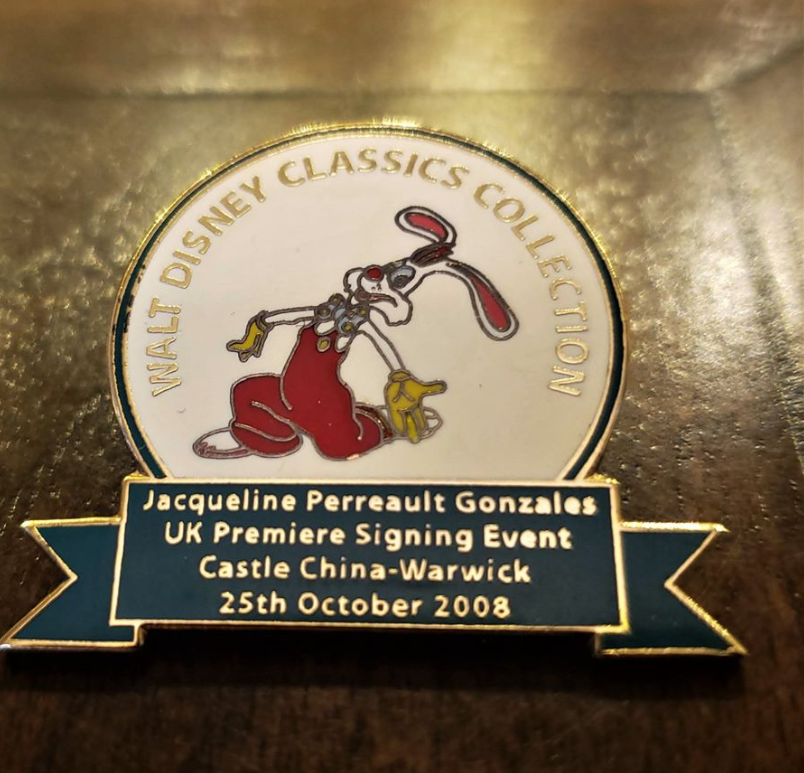 WALT DISNEY CLASSICS COLLECTION
Jacqueline Perreault Gonzales
UK Premiere Signing Event
Castle China-Warwick
25th October 2008